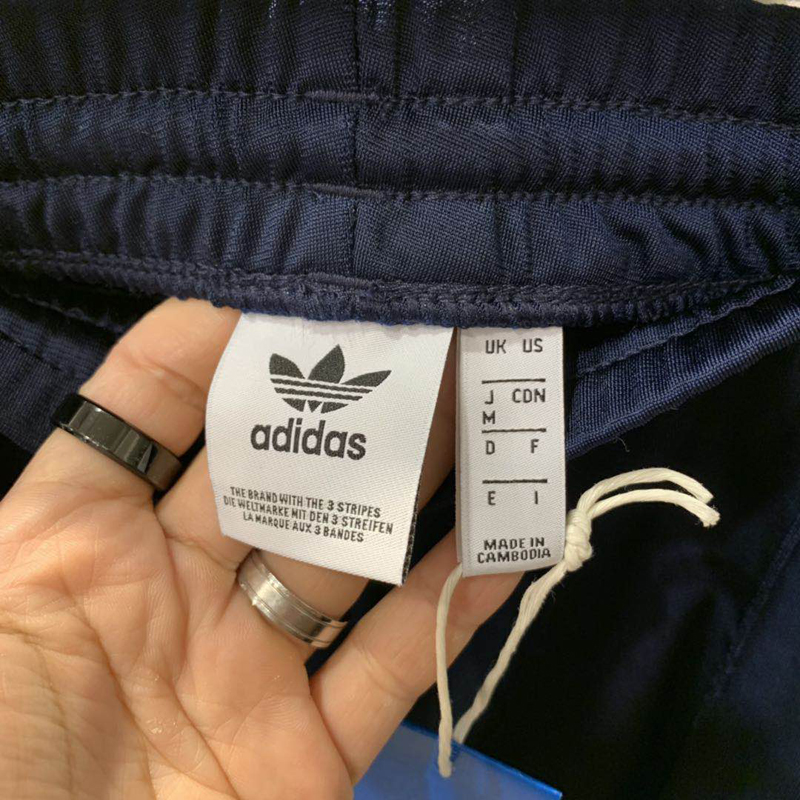 adidas
THE BRAND WITH THE 3 STRIPES
DIE WELTMARKE MIT DEN 3 STREIFEN
LA MARQUE AUX 3 BANDES
UK US
J CDN
M
D F
E I
MADE IN
CAMBODIA